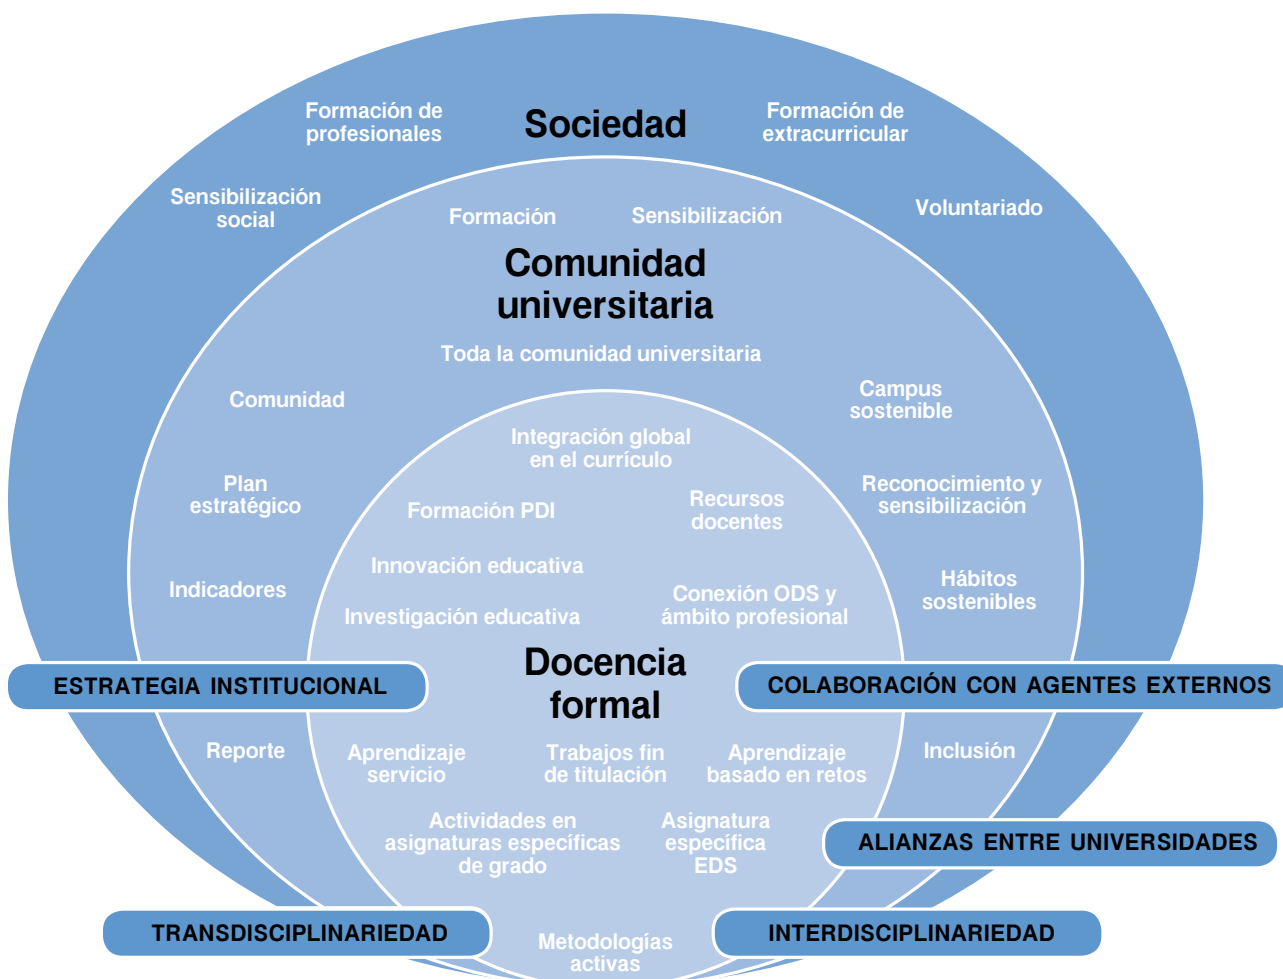 Formación de
profesionales
Sociedad
Formación de
extracurricular
Sensibilización
social
Formación
Sensibilización
Voluntariado
Comunidad
universitaria
Toda la comunidad universitaria
Comunidad
Campus
sostenible
Integración global
en el currículo
Plan
estratégico
Formación PDI
Recursos
docentes
Reconocimiento y
sensibilización
Innovación educativa
Indicadores
Investigación educativa
Conexión ODS y
ámbito profesional
Hábitos
sostenibles
Docencia
formal
ESTRATEGIA INSTITUCIONAL
COLABORACIÓN CON AGENTES EXTERNOS
Reporte
Aprendizaje
servicio
Trabajos fin
de titulación
Aprendizaje
basado en retos
Inclusión
Actividades en
asignaturas específicas
de grado
Asignatura
específica
EDS
ALIANZAS ENTRE UNIVERSIDADES
TRANSDISCIPLINARIEDAD
Metodologías
activas
INTERDISCIPLINARIEDAD